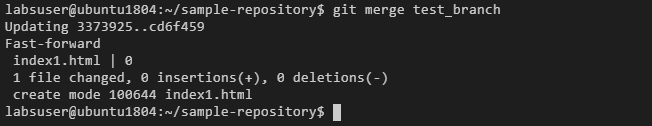 labsuser@ubuntu1804:~/sample-repository$ git merge test_branch
Updating 3373925..cd6f459
Fast-forward
 index1.html | 0
 1 file changed, 0 insertions(+), 0 deletions(-)
 create mode 100644 index1.html
labsuser@ubuntu1804:~/sample-repository$